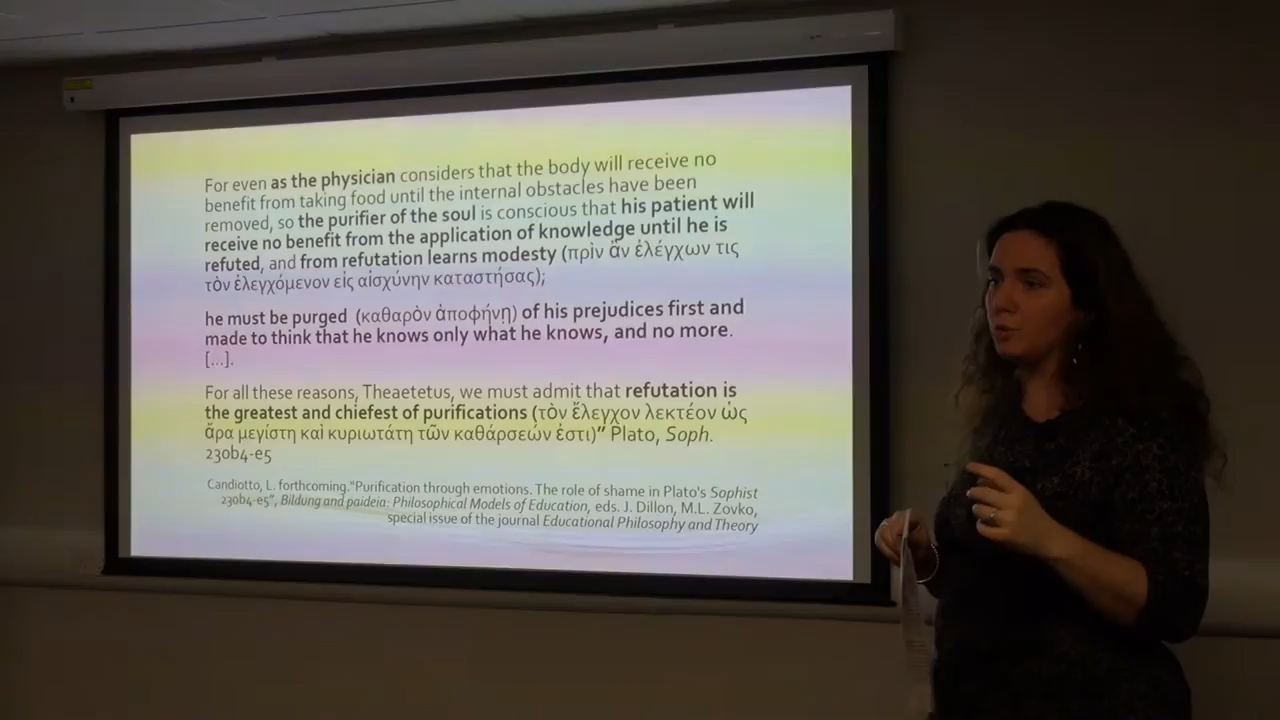 For even as the physician considers that the body will receive no
benefit from taking food until the internal obstacles have been
removed, so the purifier of the soul is conscious that his patient will
receive no benefit from the application of knowledge until he is
refuted, and from refutation learns modesty (πρὶν ἂν ἐλέγχων τις
τὸν ἐλεγχόμενον εἰς αἰσχύνην καταστήσας);
he must be purged (καθαρὸν ἀποφήνῃ) of his prejudices first and
made to think that he knows only what he knows, and no more.
[...].
For all these reasons, Theaetetus, we must admit that refutation is
the greatest and chiefest of purifications (τὸν ἔλεγχον λεκτέον ὡς
ἄρα μεγίστη καὶ κυριωτάτη τῶν καθάρσεών ἐστι)” Plato, Soph.
230b4-e5
Candiotto, L. forthcoming."Purification through emotions. The role of shame in Plato's Sophist
230b4-e5", Bildung and paideia: Philosophical Models of Education, eds. J. Dillon, M.L. Zovko,
special issue of the journal Educational Philosophy and Theory